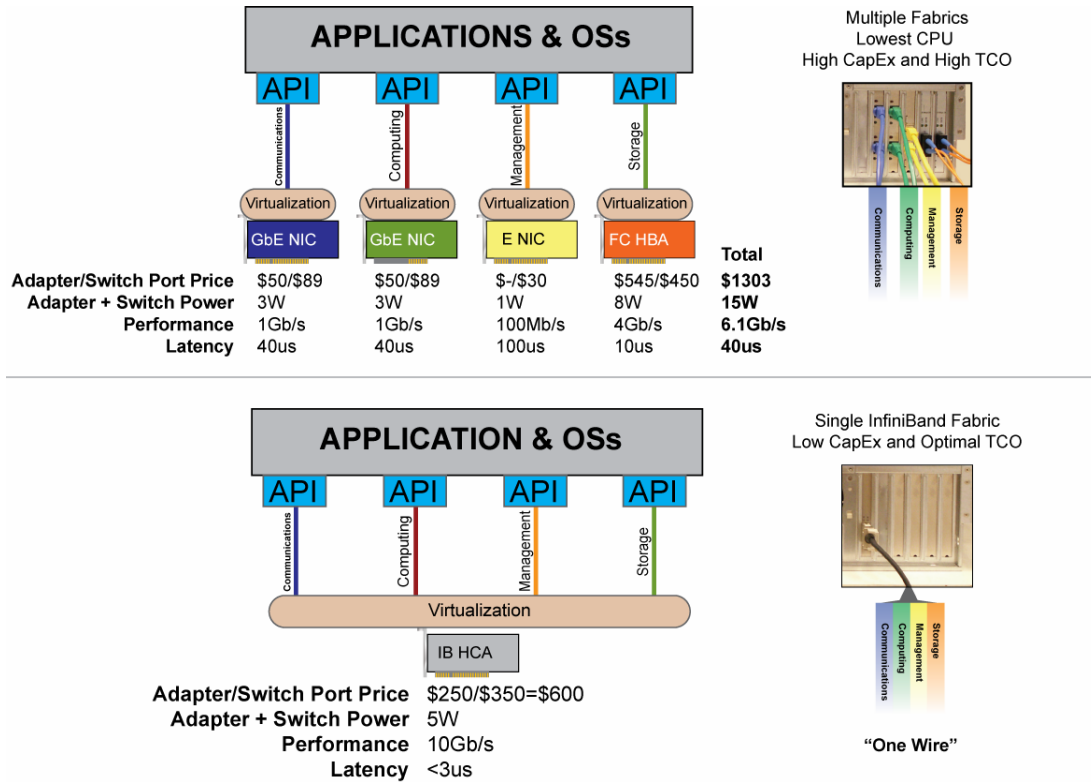 APPLICATIONS & OSs
API API API API
Communications
Computing
Management
Storage
Virtualization Virtualization Virtualization Virtualization
GbE NIC GbE NIC E NIC FC HBA
Total
Adapter/Switch Port Price $50/$89 $50/$89 $-/$30 $545/$450 $1303
Adapter + Switch Power 3W 3W 1W 8W 15W
Performance 1Gb/s 1Gb/s 100Mb/s 4Gb/s 6.1Gb/s
Latency 40us 40us 100us 10us 40us
Multiple Fabrics
Lowest CPU
High CapEx and High TCO
Communications
Computing
Management
Storage
APPLICATION & OSs
API API API API
Communications
Computing
Management
Storage
Virtualization
IB HCA
Adapter/Switch Port Price $250/$350=$600
Adapter + Switch Power 5W
Performance 10Gb/s
Latency <3us
Single InfiniBand Fabric
Low CapEx and Optimal TCO
Communications
Computing
Management
Storage
“One Wire”